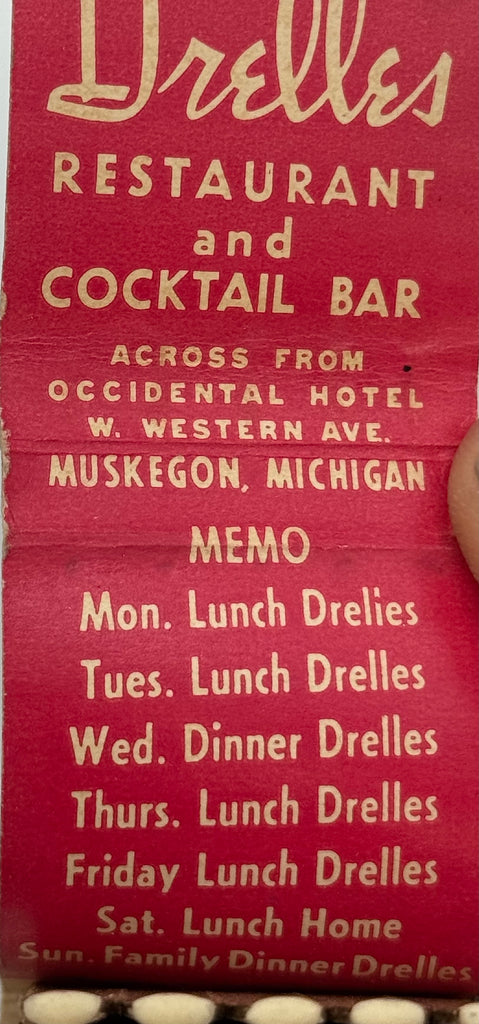 Drelles
RESTAURANT
and
COCKTAIL BAR
ACROSS FROM
OCCIDENTAL HOTEL
W. WESTERN AVE.
MUSKEGON, MICHIGAN
MEMO
Mon. Lunch Drelies
Tues. Lunch Drelles
Wed. Dinner Drelles
Thurs. Lunch Drelles
Friday Lunch Drelles
Sat. Lunch Home
Sun. Family Dinner Drelles